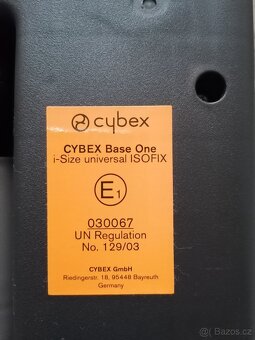 cybex
CYBEX Base One
i-Size universal ISOFIX
E1
030067
UN Regulation
No. 129/03
CYBEX GmbH
Riedingerstr. 18, 95448 Bayreuth
Germany
sbazar.cz